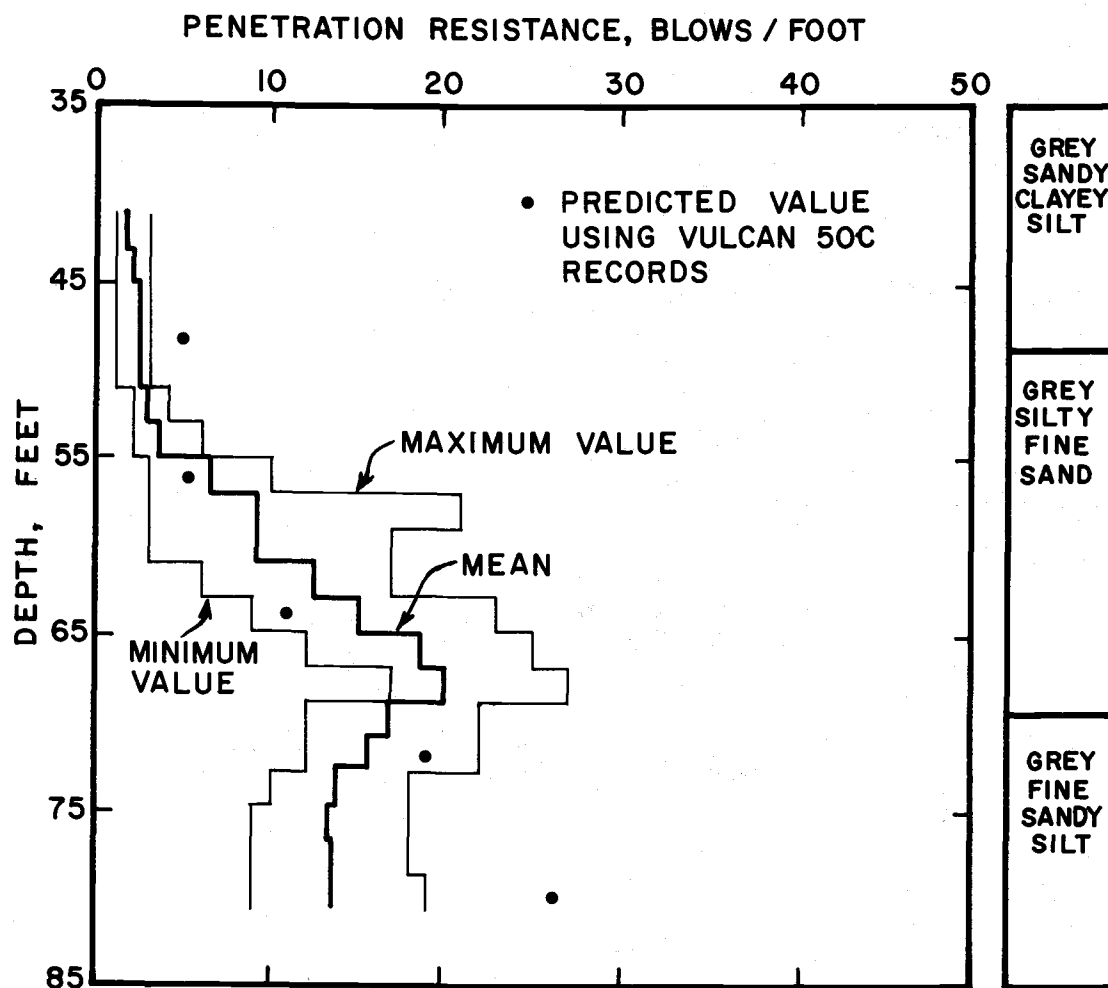 PENETRATION RESISTANCE, BLOWS / FOOT
0 10 20 30 40 50
35
45
55
65
75
85
DEPTH, FEET
• PREDICTED VALUE
USING VULCAN 50C
RECORDS
MAXIMUM VALUE
MEAN
MINIMUM
VALUE
GREY
SANDY
CLAYEY
SILT
GREY
SILTY
FINE
SAND
GREY
FINE
SANDY
SILT